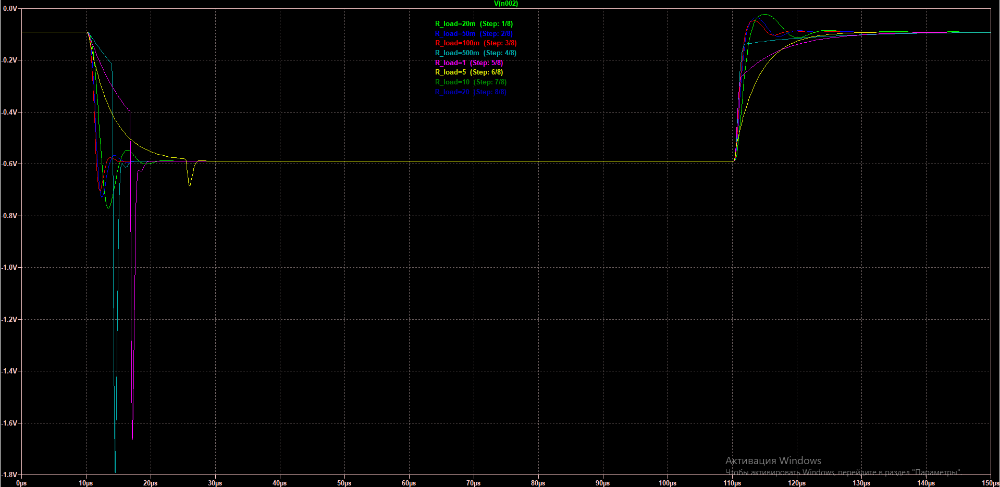 V(n002)
0.0V
-0.2V
-0.4V
-0.6V
-0.8V
-1.0V
-1.2V
-1.4V
-1.6V
-1.8V
R_load=20m (Step: 1/8)
R_load=50m (Step: 2/8)
R_load=100m (Step: 3/8)
R_load=500m (Step: 4/8)
R_load=1 (Step: 5/8)
R_load=5 (Step: 6/8)
R_load=10 (Step: 7/8)
R_load=20 (Step: 8/8)
Активация Windows
Чтобы активировать Windows, перейдите в раздел "Параметры".
0µs 10µs 20µs 30µs 40µs 50µs 60µs 70µs 80µs 90µs 100µs 110µs 120µs 130µs 140µs 150µs